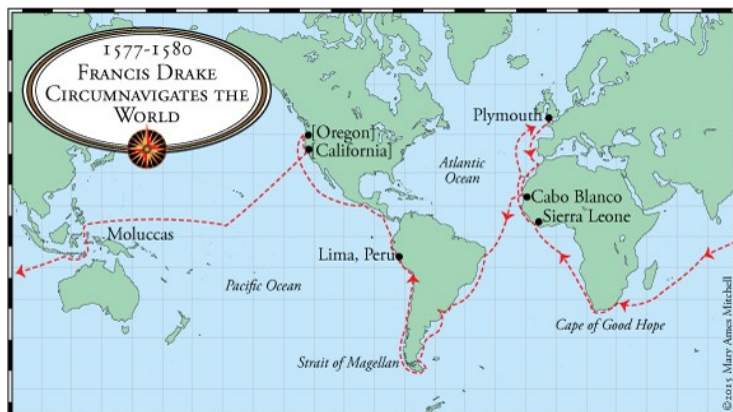 1577-1580
Francis Drake
Circumnavigates the
World
Plymouth
[Oregon]
[California]
Atlantic
Ocean
Cabo Blanco
Sierra Leone
Moluccas
Lima, Peru
Pacific Ocean
Cape of Good Hope
Strait of Magellan
©2015 Mary Ames Mitchell